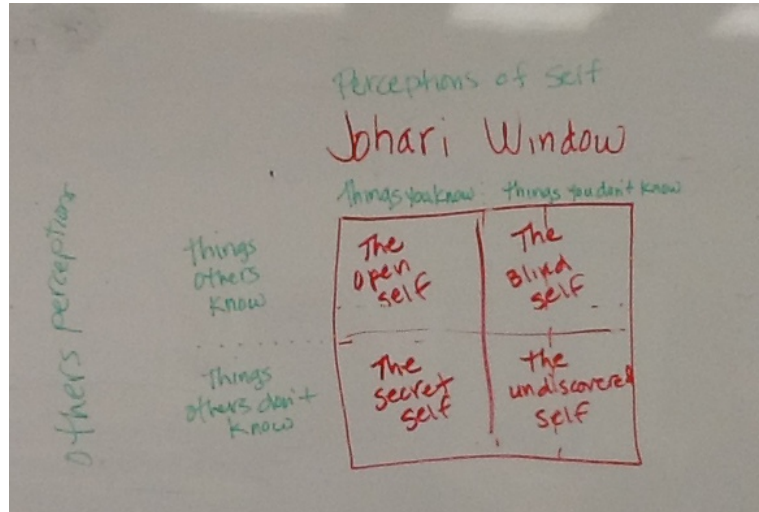 Perceptions of Self
Johari Window
Things you know things you don't know
Others perceptions
things
others
know
The
open
self
The
Blind
self
Things
others don't
know
The
secret
self
the
undiscovered
self